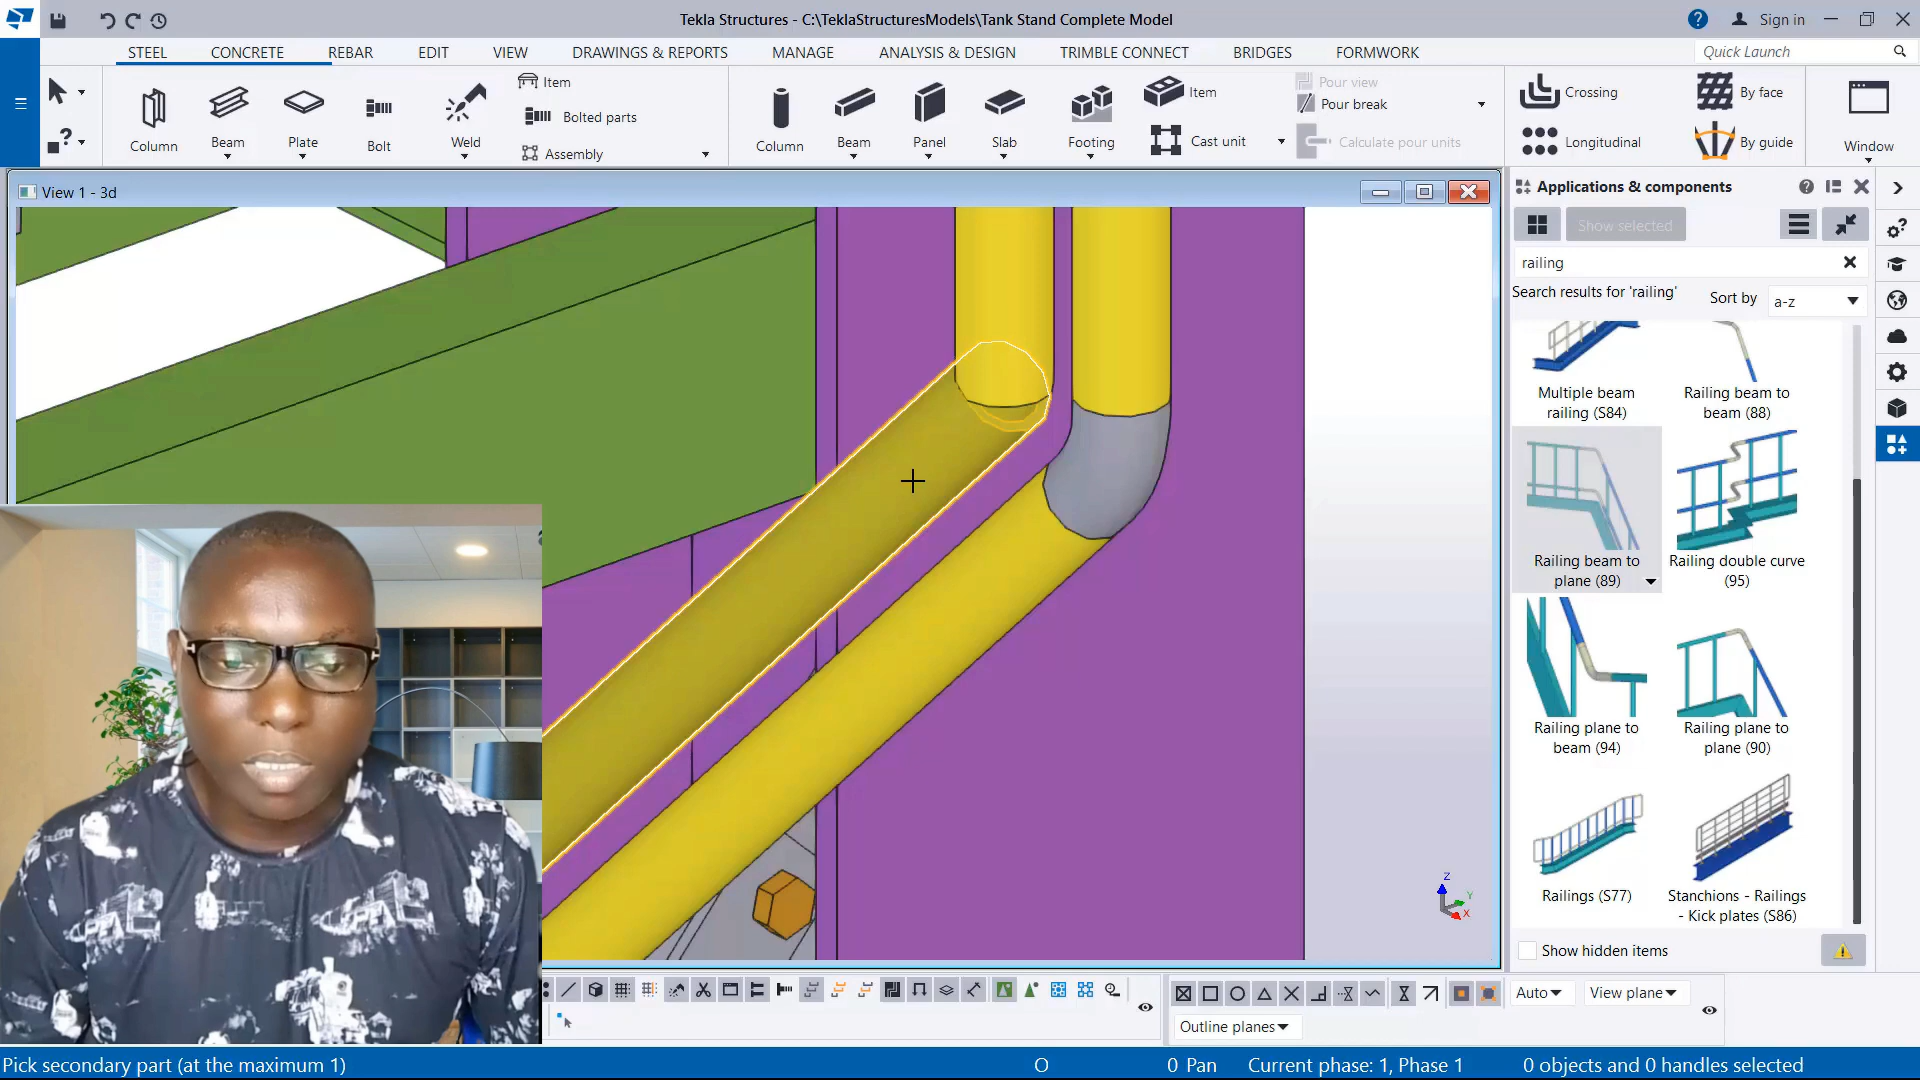 Tekla Structures - C:\TeklaStructuresModels\Tank Stand Complete Model
Sign in
STEEL CONCRETE REBAR EDIT VIEW DRAWINGS & REPORTS MANAGE ANALYSIS & DESIGN TRIMBLE CONNECT BRIDGES FORMWORK
Quick Launch
Column Beam Plate Bolt Weld
Item
Bolted parts
Assembly
Column Beam Panel Slab Footing
Item
Cast unit
Pour view
Pour break
Calculate pour units
Crossing
Longitudinal
By face
By guide
Window
View 1 - 3d
Applications & components
Show selected
railing
Search results for 'railing'
Sort by
a-z
Multiple beam
railing (S84)
Railing beam to
beam (88)
Railing beam to
plane (89)
Railing double curve
(95)
Railing plane to
beam (94)
Railing plane to
plane (90)
Railings (S77)
Stanchions - Railings
- Kick plates (S86)
Show hidden items
Z
Y
X
Auto
View plane
Outline planes
Pick secondary part (at the maximum 1)
O
0 Pan
Current phase: 1, Phase 1
0 objects and 0 handles selected